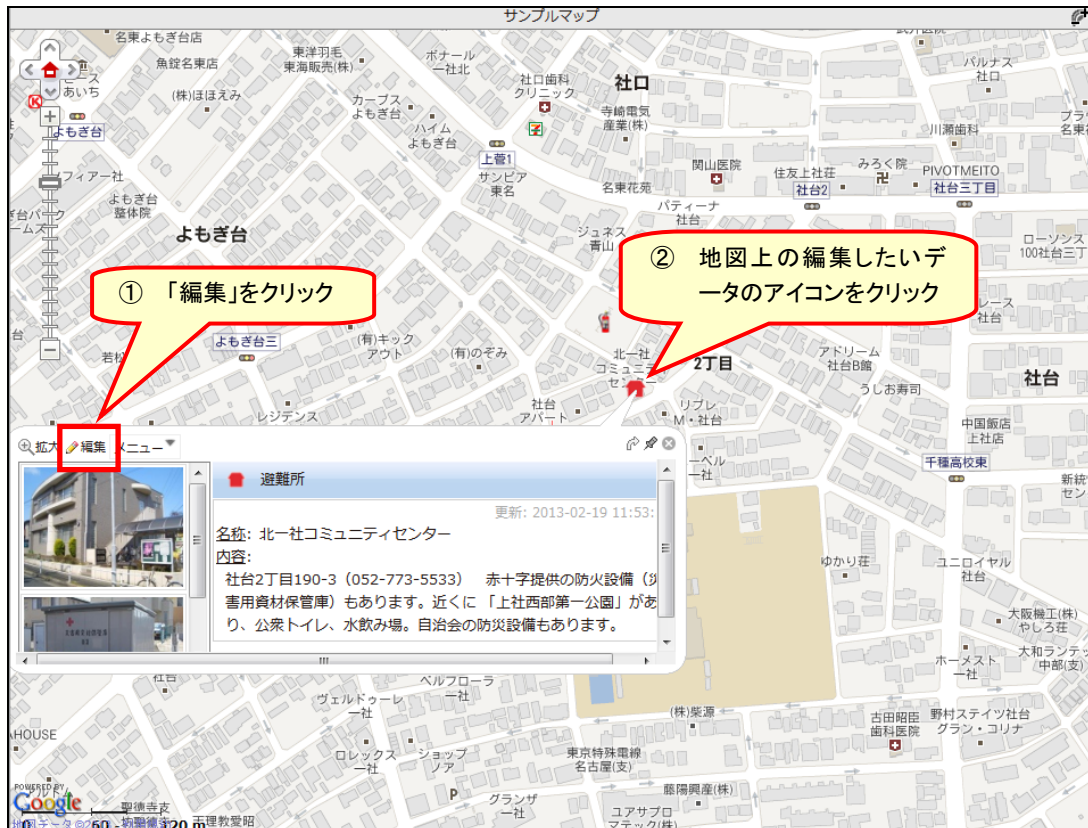 サンプルマップ
名東よもぎ台店
魚錠名東店
東洋羽毛
東海販売(株)
ボナール
一社北
社口歯科
クリニック
社口
パルナス
社口
あいち
(株)ほほえみ
カーブス
よもぎ台
ハイム
よもぎ台
寺崎電気
産業(株)
川瀬歯科
よもぎ台
上菅1
サンピア
東名
関山医院
住友上社荘
みろく院
PIVOTMEITO
フィアー社
名東花苑
社台2
社台三丁目
よもぎ台
整体院
パティーナ
社台
よもぎ台
ジュネス
青山
ローソンス
100社台三丁
① 「編集」をクリック
② 地図上の編集したいデ
ータのアイコンをクリック
よもぎ台三
(有)キック
アウト
(有)のぞみ
北一社
コミュニテ
センター
2丁目
アドリーム
社台B館
社台
うしお寿司
レジデンス
社台
アパート
リブレ
M・社台
中国飯店
上社店
千種高校東
拡大
編集
メニュー
避難所
更新: 2013-02-19 11:53:
名称: 北一社コミュニティセンター
内容:
社台2丁目190-3（052-773-5533） 赤十字提供の防火設備（災
害用資材保管庫）もあります。近くに 「上社西部第一公園」があ
り、公衆トイレ、水飲み場。自治会の防災設備もあります。
ゆかり荘
ユニロイヤル
社台
大阪機工(株)
やしろ荘
ホーメスト
一社
大和ランテッ
中部(支)
ベルフローラ
一社
ヴェルドゥーレ
一社
(株)柴源
古田昭臣
歯科医院
野村ステイツ社台
グラン・コリナ
HOUSE
ロレックス
一社
ショップ
ノア
東京特殊電線
名古屋(支)
POWERED BY
Google
聖徳寺支
P
グランザ
一社
藤陽興産(株)
ユアサプロ
マテック(株)
天理教愛昭
120 m